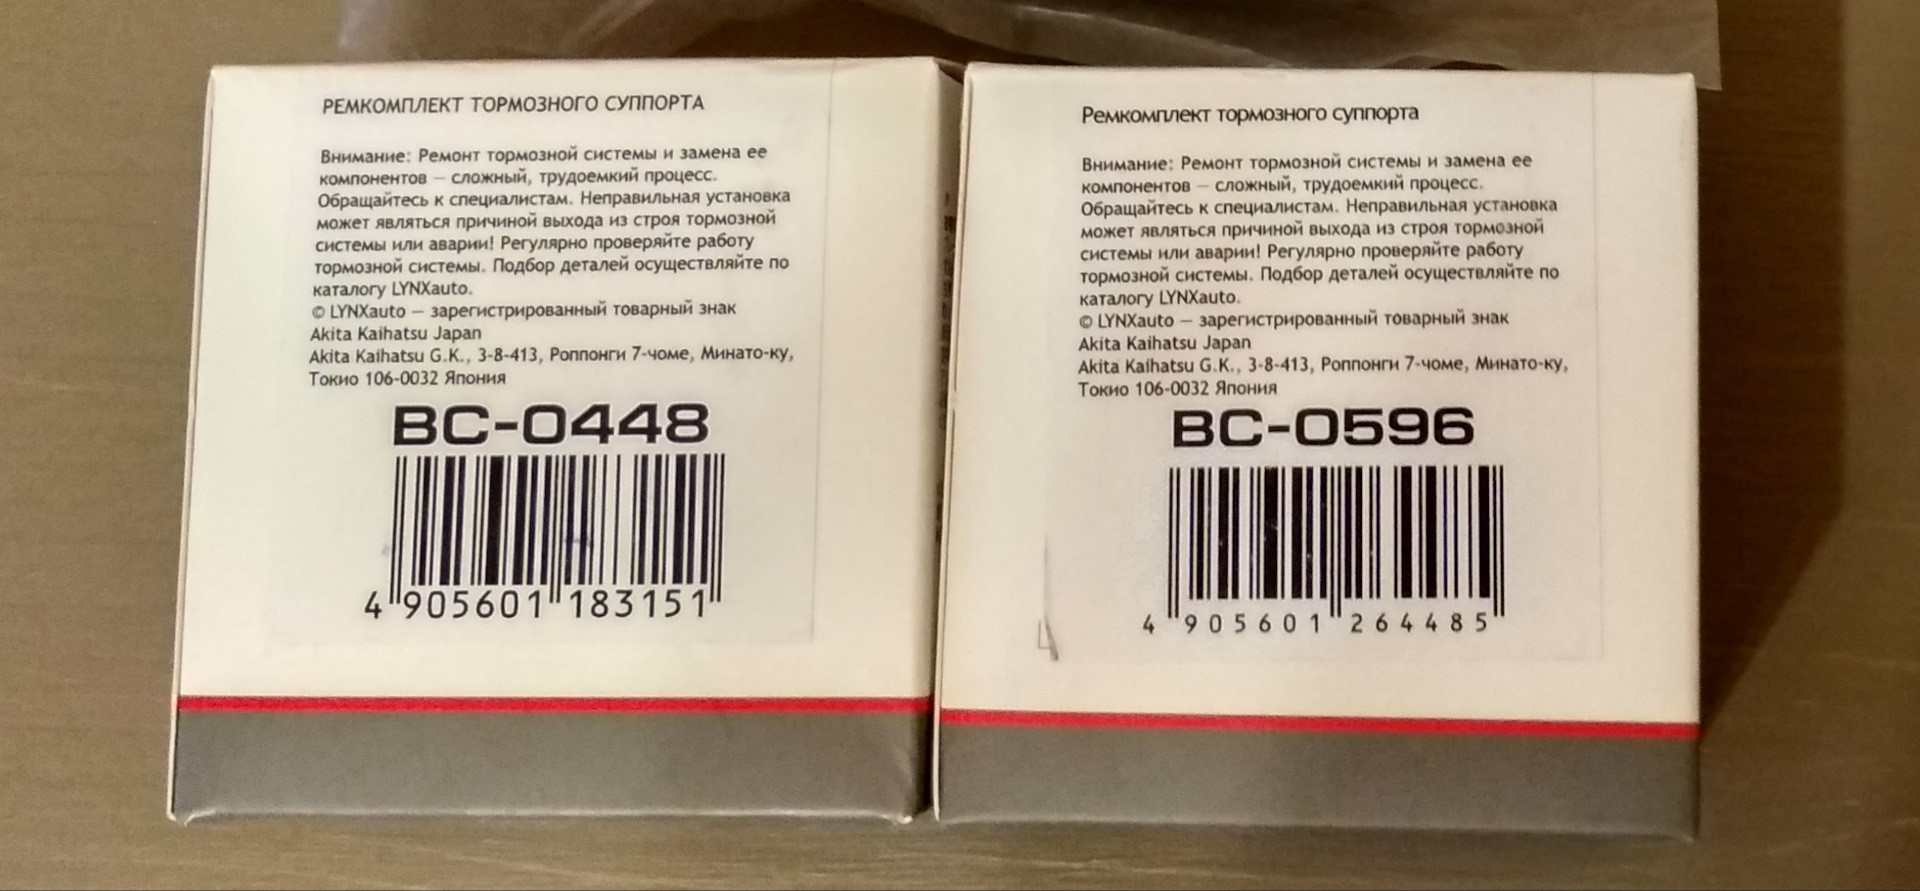 РЕМКОМПЛЕКТ ТОРМОЗНОГО СУППОРТА
Внимание: Ремонт тормозной системы и замена ее
компонентов — сложный, трудоемкий процесс.
Обращайтесь к специалистам. Неправильная установка
может являться причиной выхода из строя тормозной
системы или аварии! Регулярно проверяйте работу
тормозной системы. Подбор деталей осуществляйте по
каталогу LYNXauto.
© LYNXauto — зарегистрированный товарный знак
Akita Kaihatsu Japan
Akita Kaihatsu G.K., 3-8-413, Роппонги 7-чоме, Минато-ку,
Токио 106-0032 Япония
BC-0448
4 905601 183151
Ремкомплект тормозного суппорта
Внимание: Ремонт тормозной системы и замена ее
компонентов — сложный, трудоемкий процесс.
Обращайтесь к специалистам. Неправильная установка
может являться причиной выхода из строя тормозной
системы или аварии! Регулярно проверяйте работу
тормозной системы. Подбор деталей осуществляйте по
каталогу LYNXauto.
© LYNXauto — зарегистрированный товарный знак
Akita Kaihatsu Japan
Akita Kaihatsu G.K., 3-8-413, Роппонги 7-чоме, Минато-ку,
Токио 106-0032 Япония
BC-0596
4 905601 264485